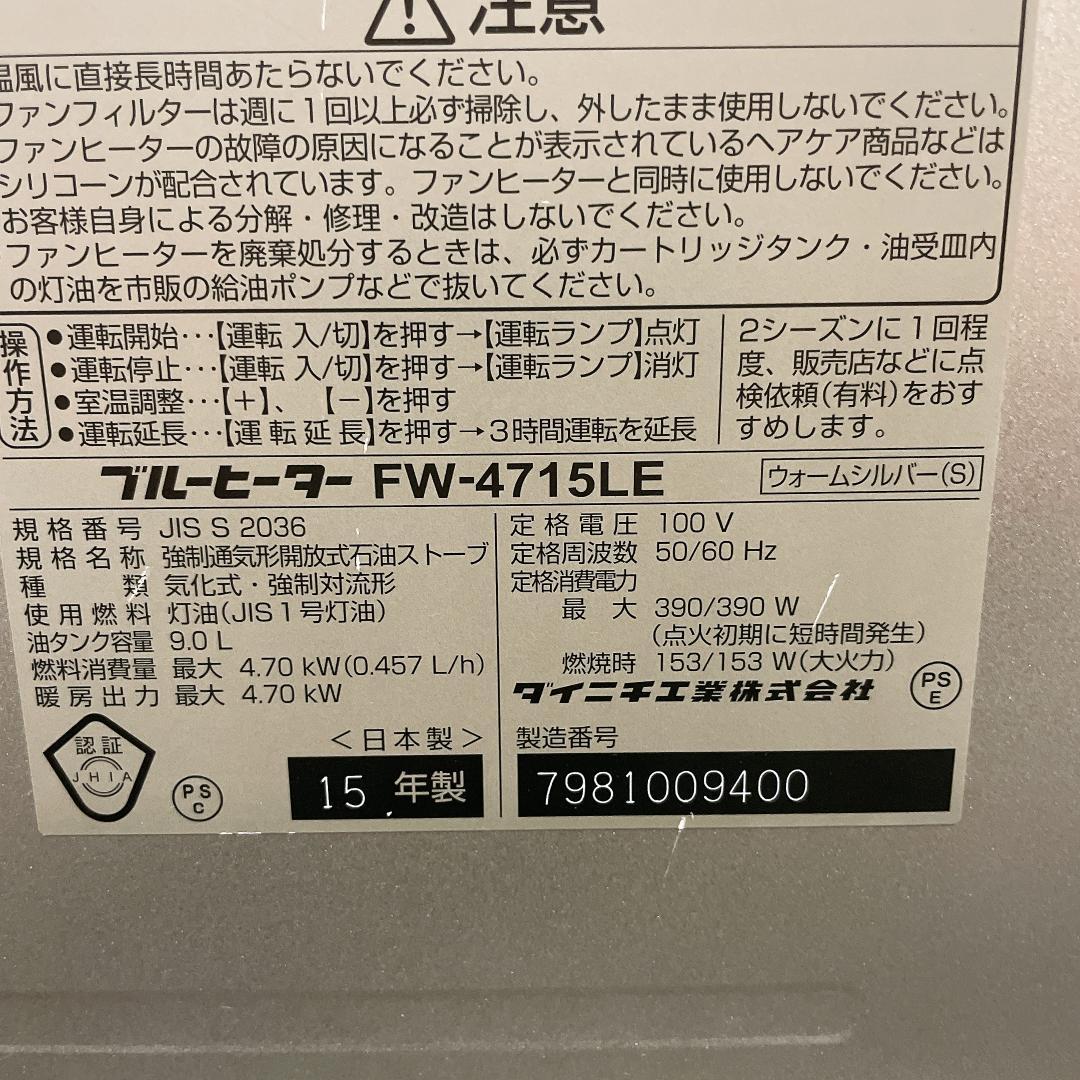 注意
温風に直接長時間あたらないでください。
ファンフィルターは週に1回以上必ず掃除し、外したまま使用しないでください。
ファンヒーターの故障の原因になることが表示されているヘアケア商品などは
シリコーンが配合されています。ファンヒーターと同時に使用しないでください。
お客様自身による分解・修理・改造はしないでください。
ファンヒーターを廃棄処分するときは、必ずカートリッジタンク・油受皿内
の灯油を市販の給油ポンプなどで抜いてください。
操作方法
●運転開始･･･【運転 入/切】を押す→【運転ランプ】点灯
●運転停止･･･【運転 入/切】を押す→【運転ランプ】消灯
●室温調整･･･【＋】、【－】を押す
●運転延長･･･【運転延長】を押す→3時間運転を延長
2シーズンに1回程
度、販売店などに点
検依頼(有料)をおす
すめします。
ブルーヒーター FW-4715LE
ウォームシルバー(S)
規格番号 JIS S 2036
規格名称 強制通気形開放式石油ストーブ
種類 気化式・強制対流形
使用燃料 灯油(JIS1号灯油)
油タンク容量 9.0 L
燃料消費量 最大 4.70 kW(0.457 L/h)
暖房出力 最大 4.70 kW
定格電圧 100 V
定格周波数 50/60 Hz
定格消費電力
最大 390/390 W
(点火初期に短時間発生)
燃焼時 153/153 W(大火力)
ダイニチ工業株式会社
PS
E
認証
JHIA
PS
C
＜日本製＞
15 年製
製造番号
7981009400